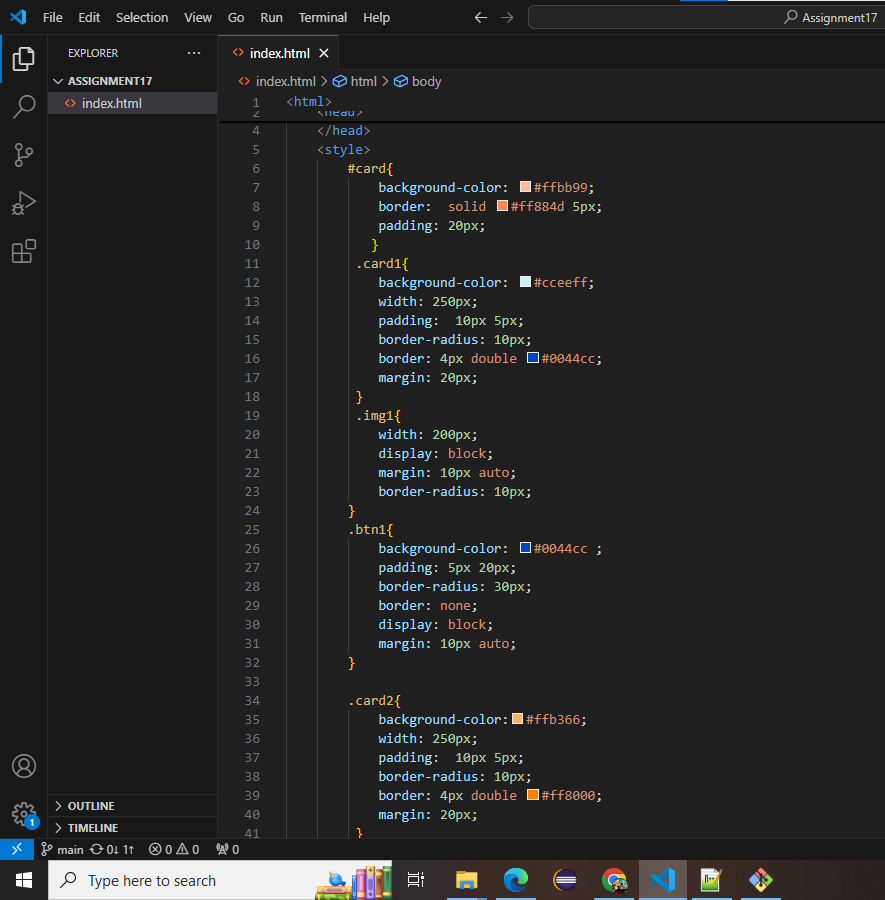 File Edit Selection View Go Run Terminal Help
Assignment17
EXPLORER
ASSIGNMENT17
index.html
OUTLINE
TIMELINE
index.html
index.html > html > body
1 <html>
2 <head>
4 </head>
5 <style>
6 #card{
7 background-color: #ffbb99;
8 border:  solid #ff884d 5px;
9 padding: 20px;
10 }
11 .card1{
12 background-color: #cceeff;
13 width: 250px;
14 padding:  10px 5px;
15 border-radius: 10px;
16 border: 4px double #0044cc;
17 margin: 20px;
18 }
19 .img1{
20 width: 200px;
21 display: block;
22 margin: 10px auto;
23 border-radius: 10px;
24 }
25 .btn1{
26 background-color: #0044cc ;
27 padding: 5px 20px;
28 border-radius: 30px;
29 border: none;
30 display: block;
31 margin: 10px auto;
32 }
33
34 .card2{
35 background-color: #ffb366;
36 width: 250px;
37 padding:  10px 5px;
38 border-radius: 10px;
39 border: 4px double #ff8000;
40 margin: 20px;
41 }
1
main 0↓ 1↑ 0 0 0
Type here to search